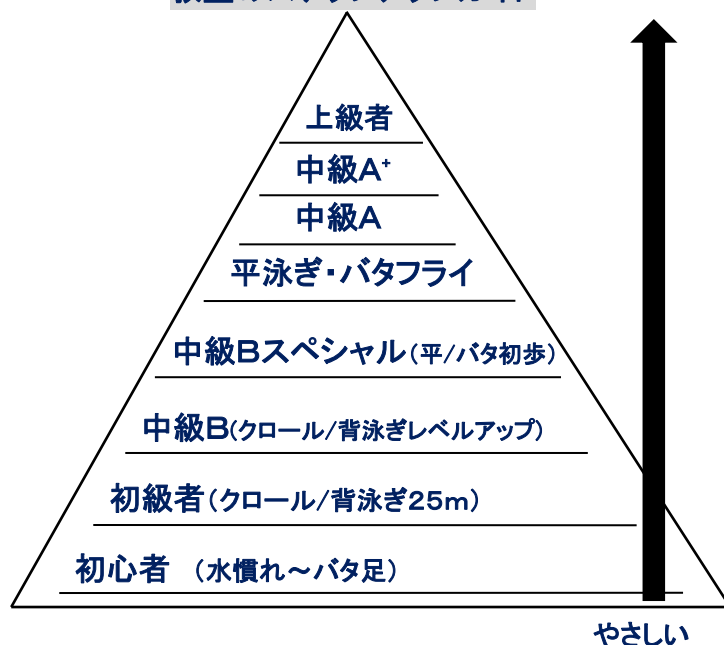 上級者
中級A⁺
中級A
平泳ぎ・バタフライ
中級Bスペシャル(平/バタ初歩)
中級B(クロール/背泳ぎレベルアップ)
初級者(クロール/背泳ぎ25m)
初心者 (水慣れ～バタ足)
やさしい